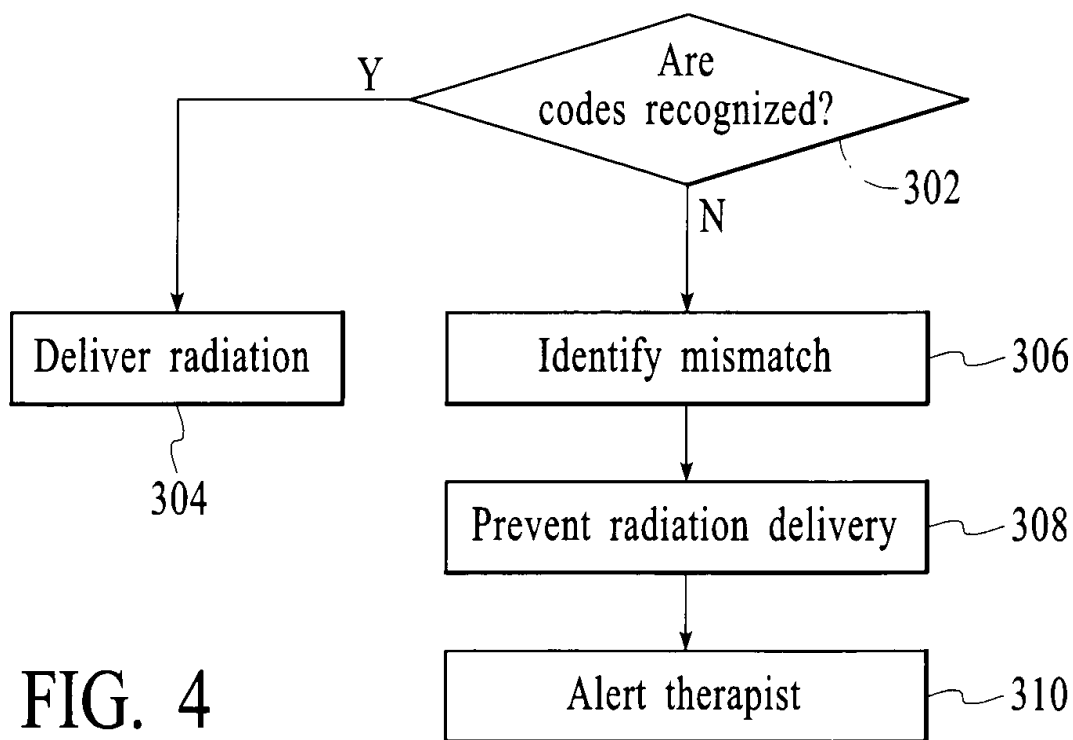 Are
codes recognized?
Y
302
N
Deliver radiation
Identify mismatch
306
304
Prevent radiation delivery
308
Alert therapist
310
FIG. 4